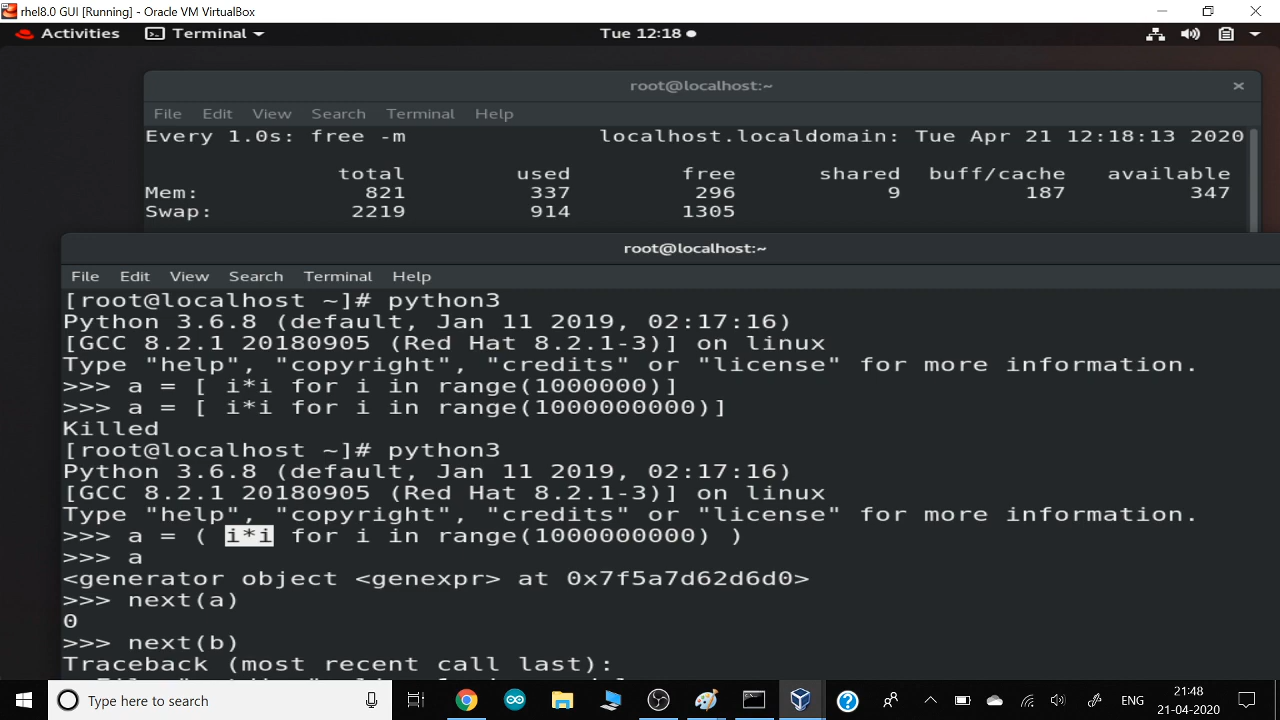 rhel8.0 GUI [Running] - Oracle VM VirtualBox
Activities Terminal Tue 12:18
root@localhost:~
File Edit View Search Terminal Help
Every 1.0s: free -m localhost.localdomain: Tue Apr 21 12:18:13 2020
total used free shared buff/cache available
Mem: 821 337 296 9 187 347
Swap: 2219 914 1305
root@localhost:~
File Edit View Search Terminal Help
[root@localhost ~]# python3
Python 3.6.8 (default, Jan 11 2019, 02:17:16)
[GCC 8.2.1 20180905 (Red Hat 8.2.1-3)] on linux
Type "help", "copyright", "credits" or "license" for more information.
>>> a = [ i*i for i in range(1000000)]
>>> a = [ i*i for i in range(1000000000)]
Killed
[root@localhost ~]# python3
Python 3.6.8 (default, Jan 11 2019, 02:17:16)
[GCC 8.2.1 20180905 (Red Hat 8.2.1-3)] on linux
Type "help", "copyright", "credits" or "license" for more information.
>>> a = ( i*i for i in range(1000000000) )
>>> a
<generator object <genexpr> at 0x7f5a7d62d6d0>
>>> next(a)
0
>>> next(b)
Traceback (most recent call last):
Type here to search
ENG
21:48
21-04-2020